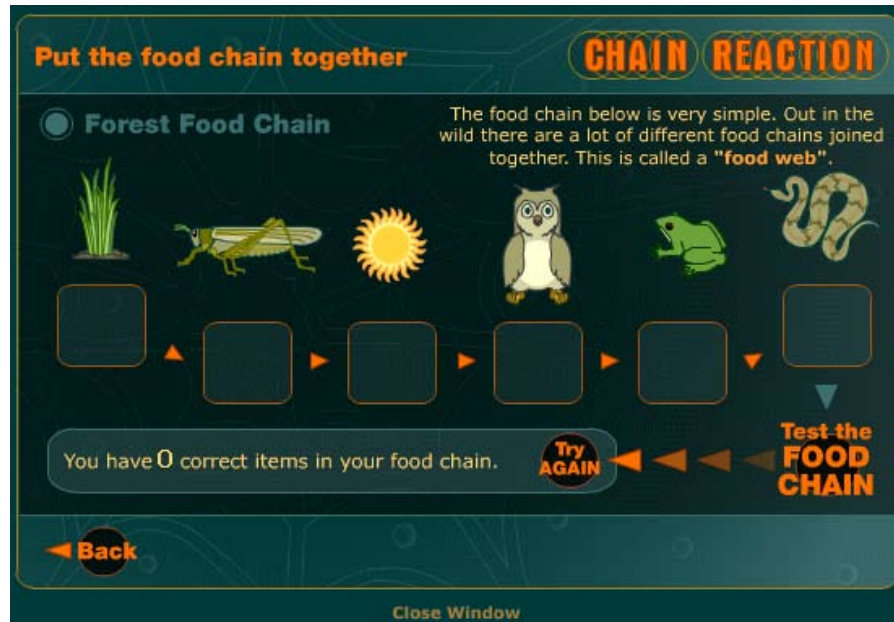 Put the food chain together
CHAIN REACTION
Forest Food Chain
The food chain below is very simple. Out in the
wild there are a lot of different food chains joined
together. This is called a "food web".
You have 0 correct items in your food chain.
Try
AGAIN
Test the
FOOD
CHAIN
Back
Close Window